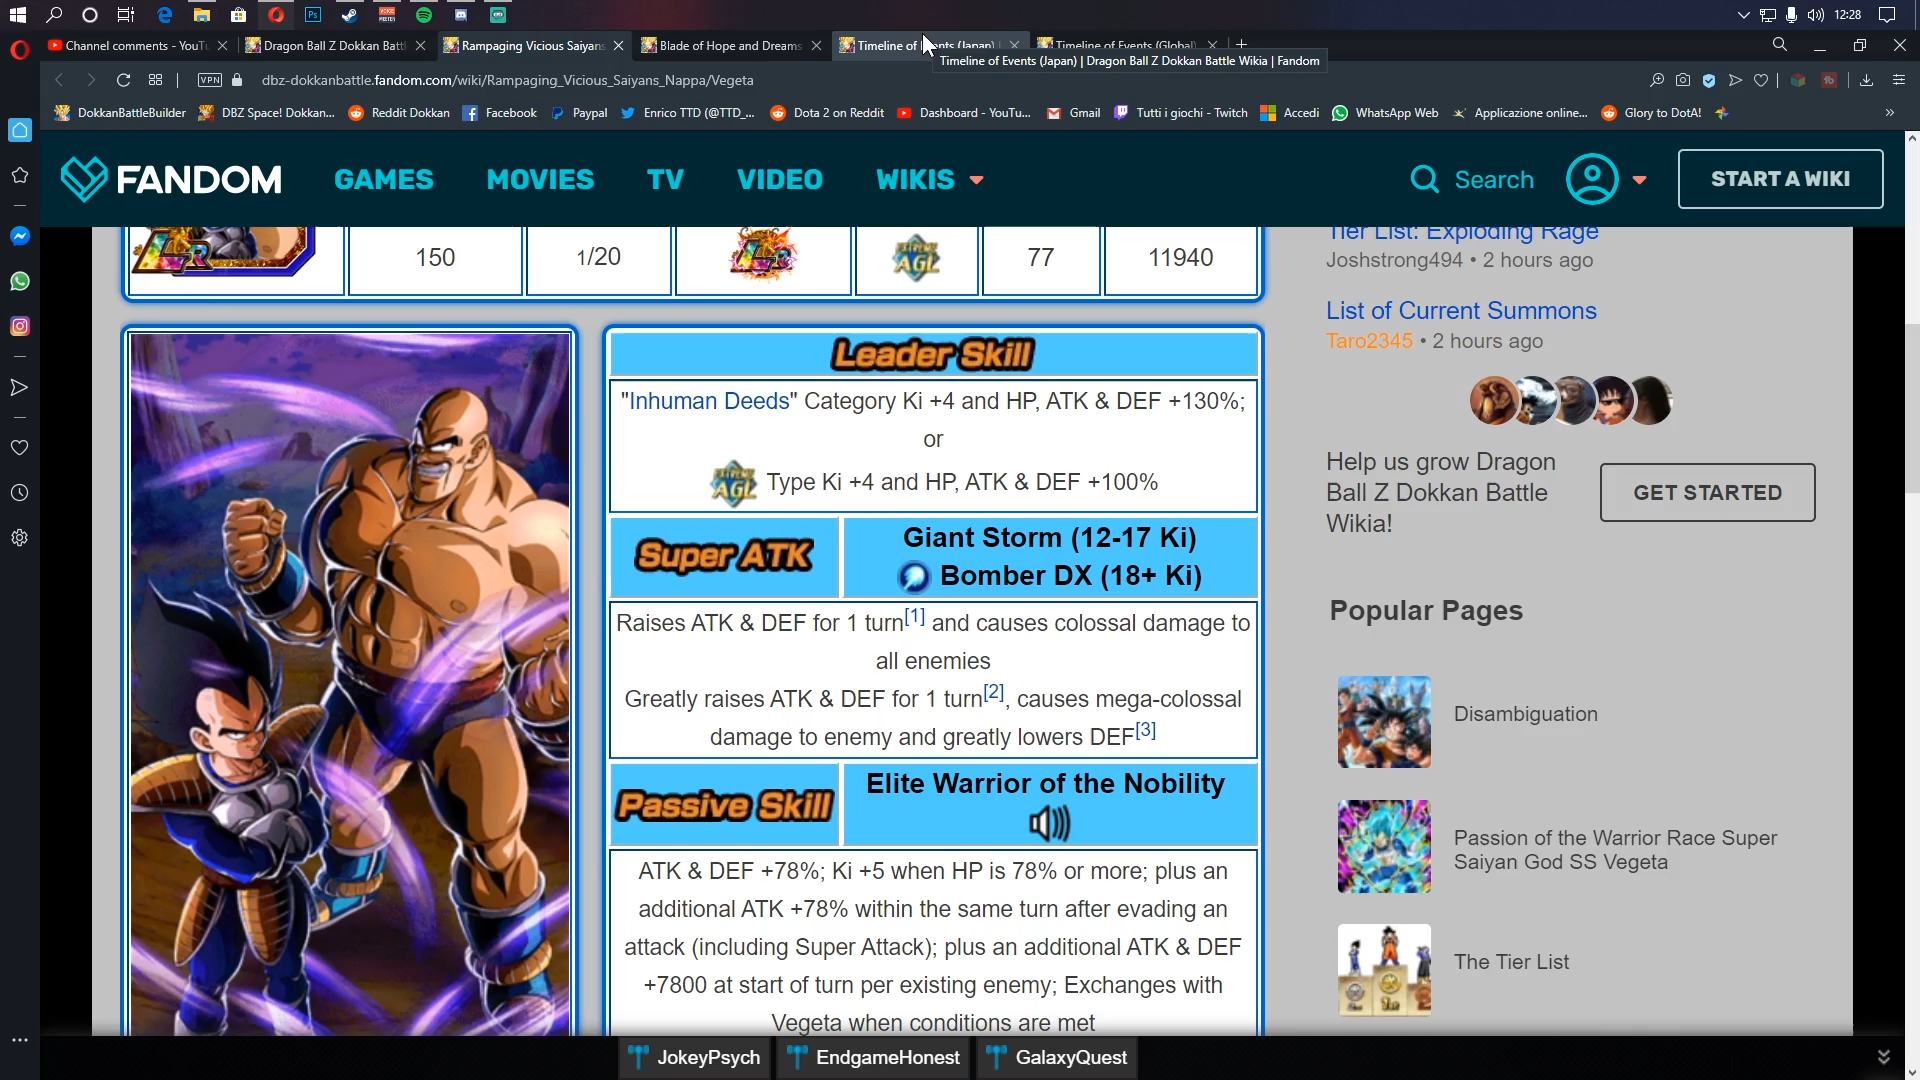 12:28
Channel comments - YouTu
Dragon Ball Z Dokkan Battl
Rampaging Vicious Saiyans
Blade of Hope and Dreams
Timeline of Events (Japan) |
Timeline of Events (Global)
Timeline of Events (Japan) | Dragon Ball Z Dokkan Battle Wikia | Fandom
VPN
dbz-dokkanbattle.fandom.com/wiki/Rampaging_Vicious_Saiyans_Nappa/Vegeta
DokkanBattleBuilder
DBZ Space! Dokkan...
Reddit Dokkan
Facebook
Paypal
Enrico TTD (@TTD_...
Dota 2 on Reddit
Dashboard - YouTu...
Gmail
Tutti i giochi - Twitch
Accedi
WhatsApp Web
Applicazione online...
Glory to DotA!
FANDOM
GAMES
MOVIES
TV
VIDEO
WIKIS
Search
START A WIKI
LR
150
1/20
LR
EXTREME AGL
77
11940
Leader Skill
"Inhuman Deeds" Category Ki +4 and HP, ATK & DEF +130%;
or
EXTREME AGL Type Ki +4 and HP, ATK & DEF +100%
Super ATK
Giant Storm (12-17 Ki)
Bomber DX (18+ Ki)
Raises ATK & DEF for 1 turn[1] and causes colossal damage to
all enemies
Greatly raises ATK & DEF for 1 turn[2], causes mega-colossal
damage to enemy and greatly lowers DEF[3]
Passive Skill
Elite Warrior of the Nobility
ATK & DEF +78%; Ki +5 when HP is 78% or more; plus an
additional ATK +78% within the same turn after evading an
attack (including Super Attack); plus an additional ATK & DEF
+7800 at start of turn per existing enemy; Exchanges with
Vegeta when conditions are met
Tier List: Exploding Rage
Joshstrong494 • 2 hours ago
List of Current Summons
Taro2345 • 2 hours ago
Help us grow Dragon
Ball Z Dokkan Battle
Wikia!
GET STARTED
Popular Pages
Disambiguation
Passion of the Warrior Race Super
Saiyan God SS Vegeta
The Tier List
JokeyPsych
EndgameHonest
GalaxyQuest